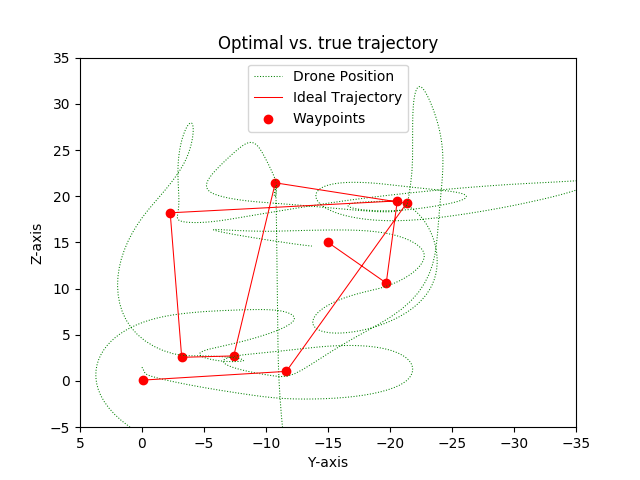 Optimal vs. true trajectory
Drone Position
Ideal Trajectory
Waypoints
35
30
25
20
15
10
5
0
−5
Z-axis
5 0 −5 −10 −15 −20 −25 −30 −35
Y-axis